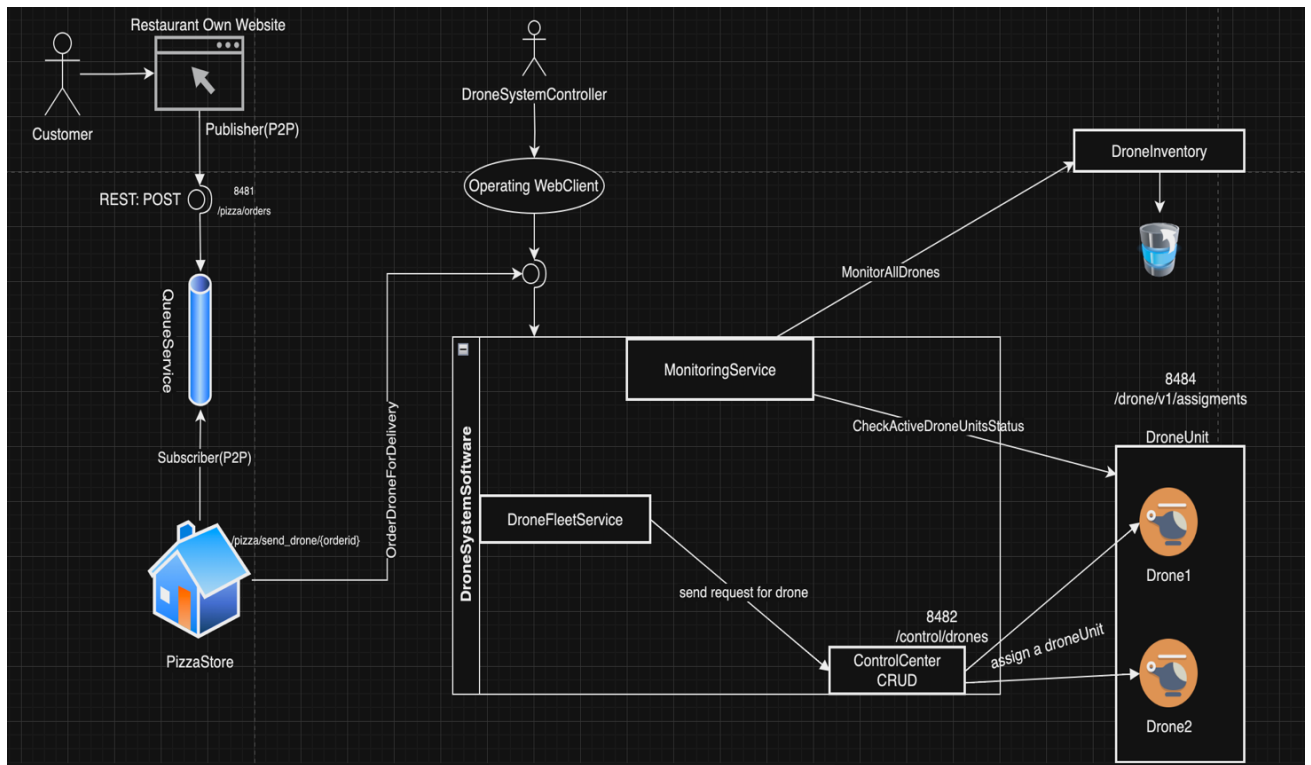 Restaurant Own Website
Customer
Publisher(P2P)
REST: POST
8481
/pizza/orders
QueueService
Subscriber(P2P)
/pizza/send_drone/{orderid}
PizzaStore
OrderDroneForDelivery
DroneSystemController
Operating WebClient
DroneSystemSoftware
MonitoringService
MonitorAllDrones
DroneInventory
CheckActiveDroneUnitsStatus
DroneFleetService
send request for drone
8482
/control/drones
ControlCenter
CRUD
assign a droneUnit
8484
/drone/v1/assigments
DroneUnit
Drone1
Drone2